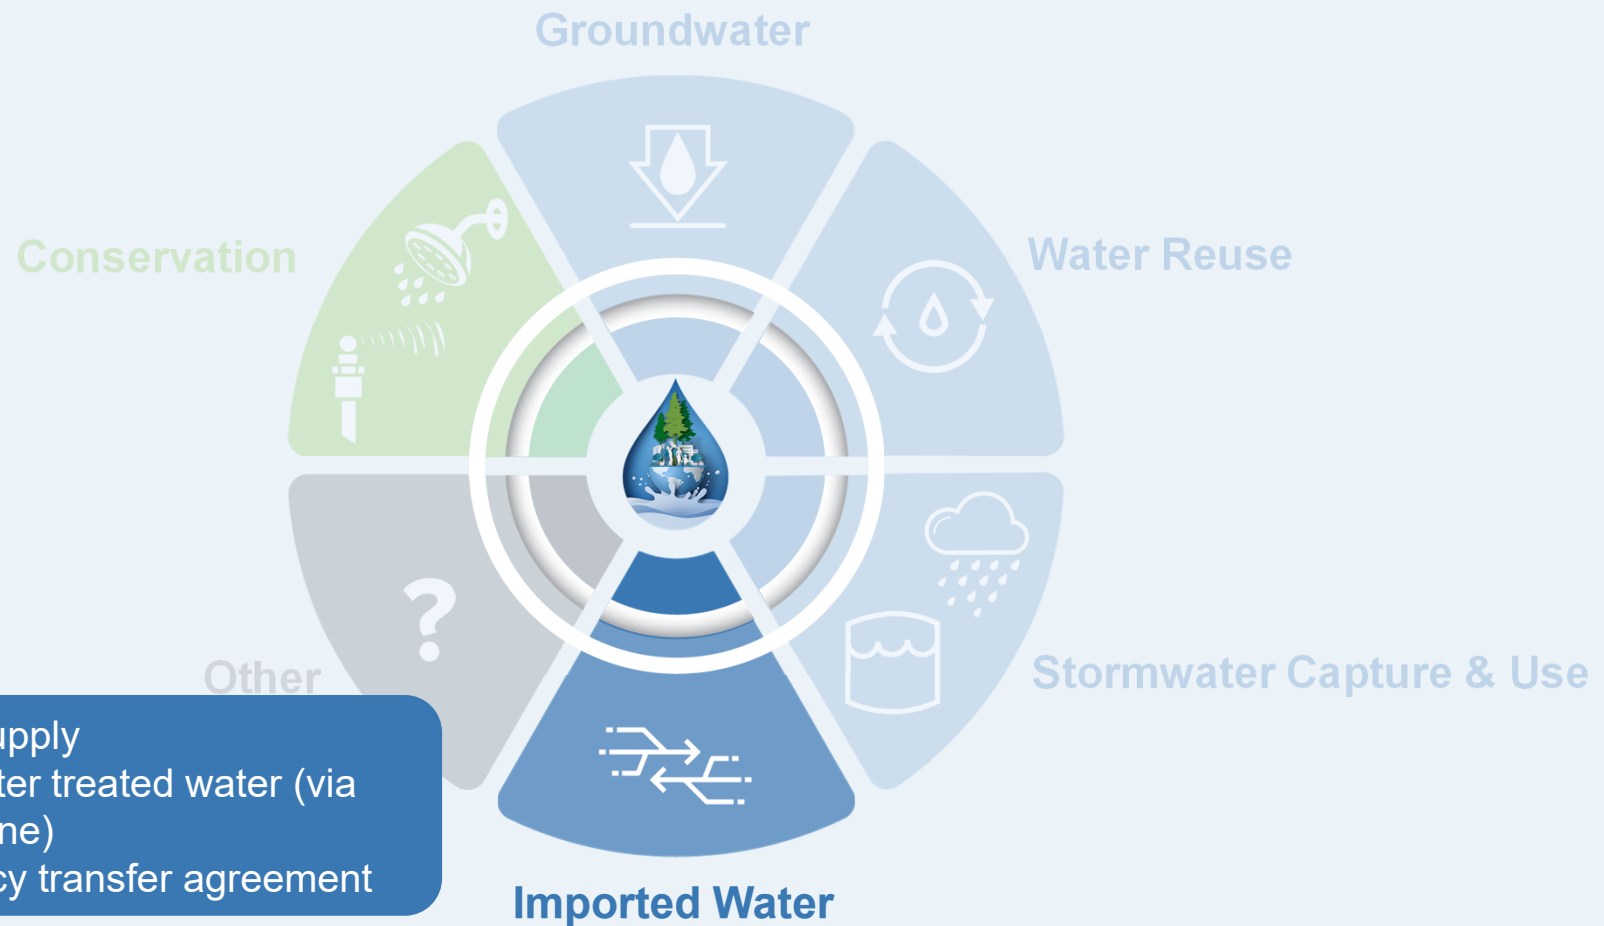 Groundwater
Conservation
Water Reuse
Other
Stormwater Capture & Use
?
upply
ter treated water (via
ne)
cy transfer agreement
Imported Water